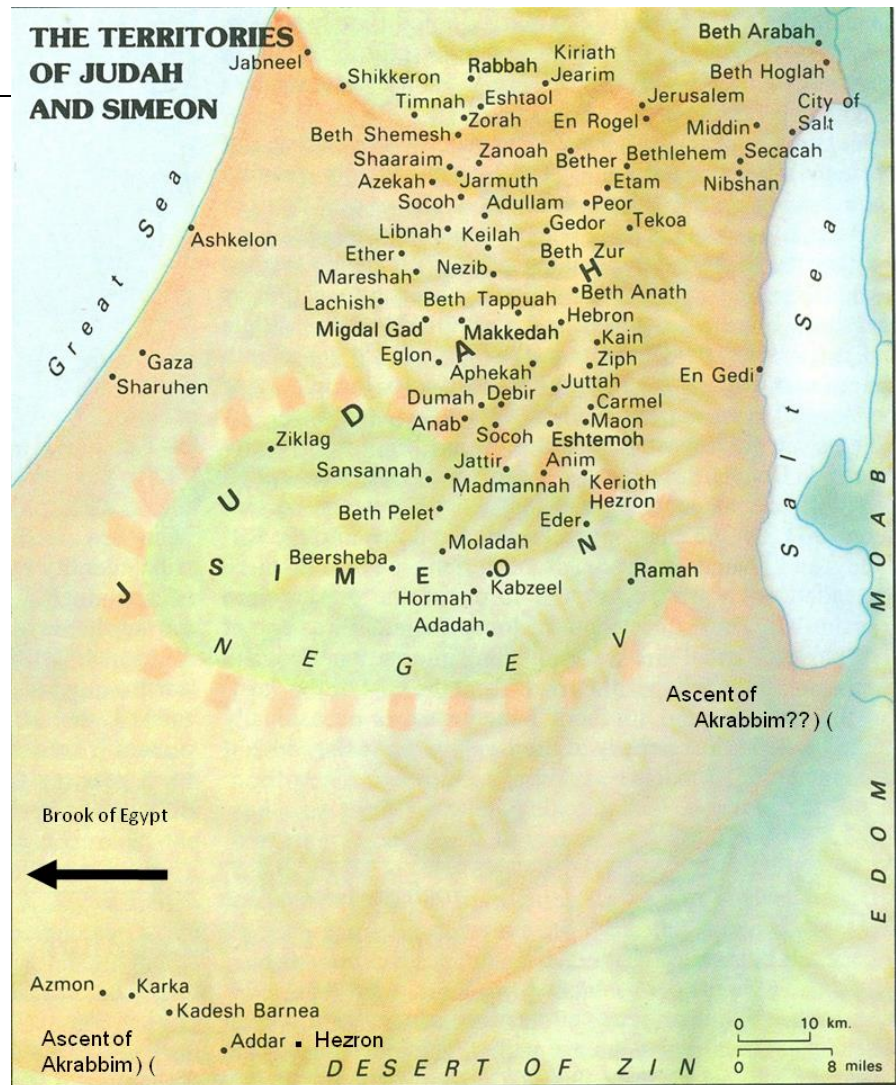 THE TERRITORIES
OF JUDAH
AND SIMEON
Jabneel
Shikkeron
Rabbah
Kiriath
Jearim
Beth Arabah
Beth Hoglah
Timnah
Eshtaol
Jerusalem
City of
Salt
Zorah
En Rogel
Middin
Beth Shemesh
Shaaraim
Zanoah
Bether
Bethlehem
Secacah
Azekah
Jarmuth
Etam
Nibshan
Socoh
Adullam
Peor
Libnah
Keilah
Gedor
Tekoa
Great Sea
Ashkelon
Ether
Beth Zur
Mareshah
Nezib
Beth Anath
Lachish
Beth Tappuah
Hebron
Migdal Gad
Makkedah
Kain
Gaza
Eglon
Aphekah
Ziph
En Gedi
Sharuhen
Dumah
Debir
Juttah
Carmel
Anab
Socoh
Eshtemoh
Maon
Ziklag
JUDAH
Sansannah
Jattir
Anim
Madmannah
Kerioth
Hezron
Beth Pelet
Eder
Salt Sea
MOAB
Beersheba
Moladah
SIMEON
Ramah
Hormah
Kabzeel
Adadah
NEGEV
Ascent of
Akrabbim??) (
Brook of Egypt
EDOM
Azmon
Karka
Kadesh Barnea
Ascent of
Akrabbim) (
Addar
Hezron
DESERT OF ZIN
0 10 km.
0 8 miles